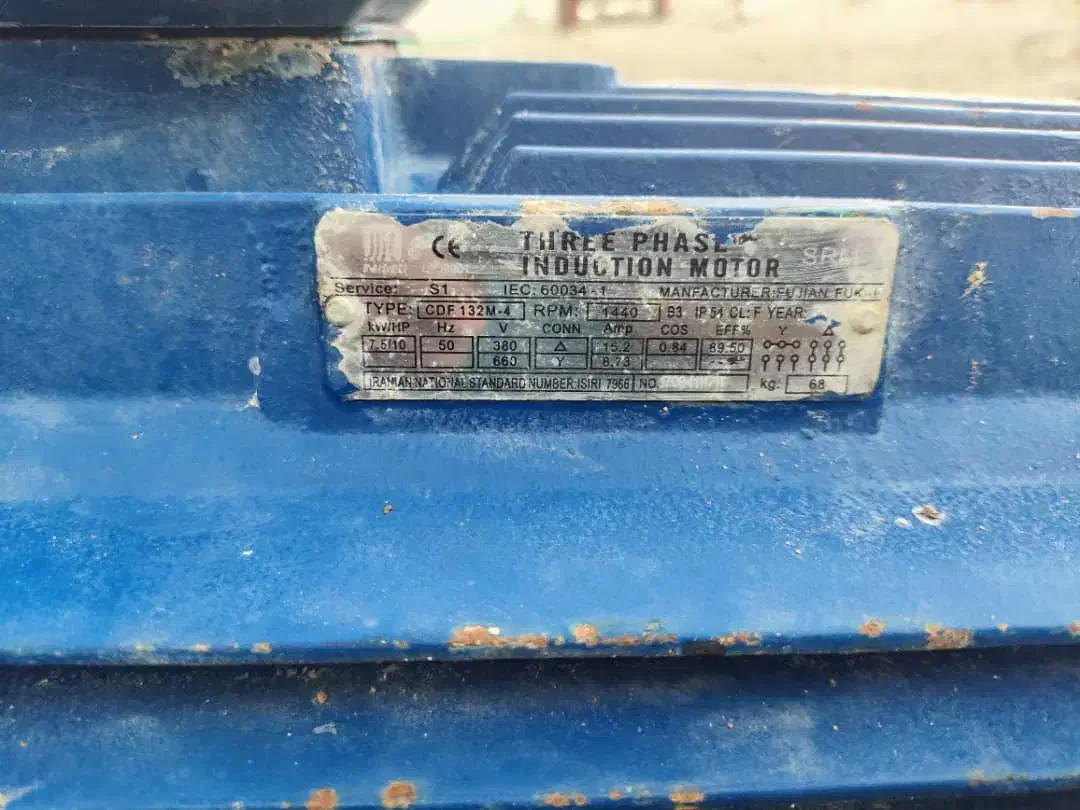 CE THREE PHASE
INDUCTION MOTOR
Service: S1 IEC: 60034-1 MANFACTURER: FUJIAN FUK
TYPE: CDF 132M-4 RPM: 1440 B3 IP 54 CL: F YEAR:
kW/HP Hz V CONN Amp COS EFF% Y Δ
7.5/10 50 380 Δ 15.2 0.84 89.50
660 Y 8.73
IRANIAN NATIONAL STANDARD NUMBER: ISIRI 7966 NO kg: 68